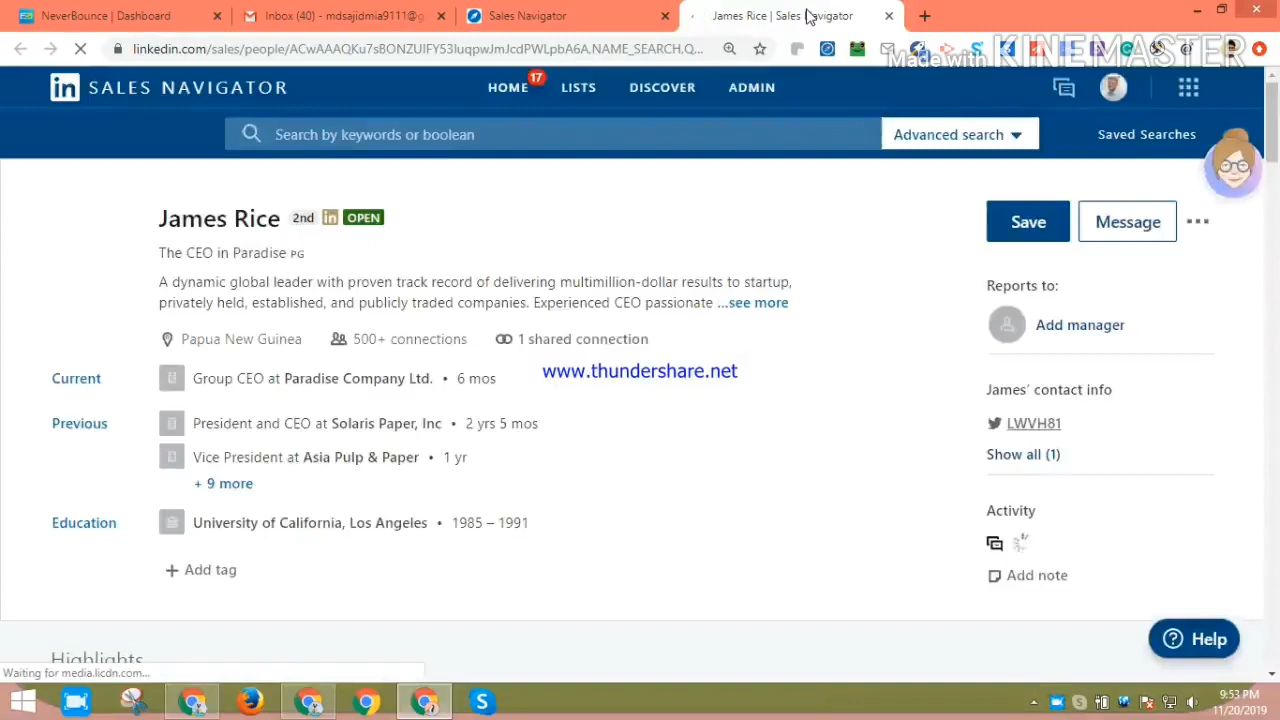 NeverBounce | Dashboard
Inbox (40) - mdsajidmia9111@g
Sales Navigator
James Rice | Sales Navigator
linkedin.com/sales/people/
Made with KINEMASTER
in SALES NAVIGATOR
HOME 17 LISTS DISCOVER ADMIN
Search by keywords or boolean
Advanced search
Saved Searches
James Rice 2nd in OPEN
Save
Message
The CEO in Paradise PG
A dynamic global leader with proven track record of delivering multimillion-dollar results to startup,
privately held, established, and publicly traded companies. Experienced CEO passionate ...see more
Papua New Guinea 500+ connections 1 shared connection
Current Group CEO at Paradise Company Ltd. • 6 mos
www.thundershare.net
Previous President and CEO at Solaris Paper, Inc • 2 yrs 5 mos
Vice President at Asia Pulp & Paper • 1 yr
+ 9 more
Education University of California, Los Angeles • 1985 – 1991
+ Add tag
Reports to:
Add manager
James’ contact info
LWVH81
Show all (1)
Activity
Add note
Help
Highlights
Waiting for media.licdn.com...
9:53 PM
11/20/2019